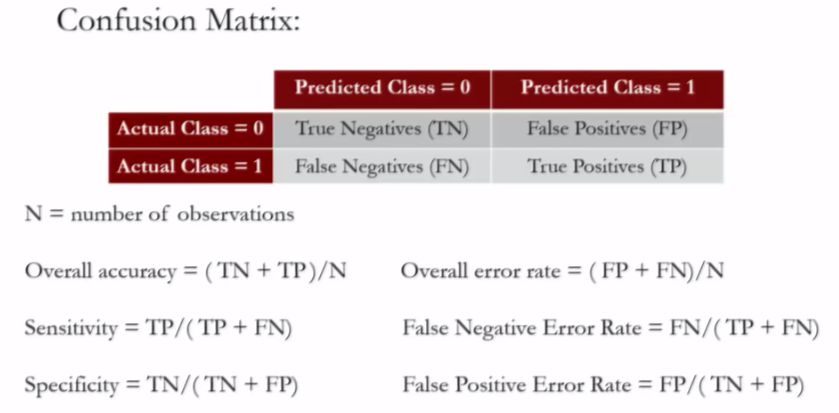 Confusion Matrix:
Predicted Class = 0 Predicted Class = 1
Actual Class = 0 True Negatives (TN) False Positives (FP)
Actual Class = 1 False Negatives (FN) True Positives (TP)
N = number of observations
Overall accuracy = ( TN + TP )/N Overall error rate = ( FP + FN)/N
Sensitivity = TP/( TP + FN) False Negative Error Rate = FN/( TP + FN)
Specificity = TN/( TN + FP) False Positive Error Rate = FP/( TN + FP)